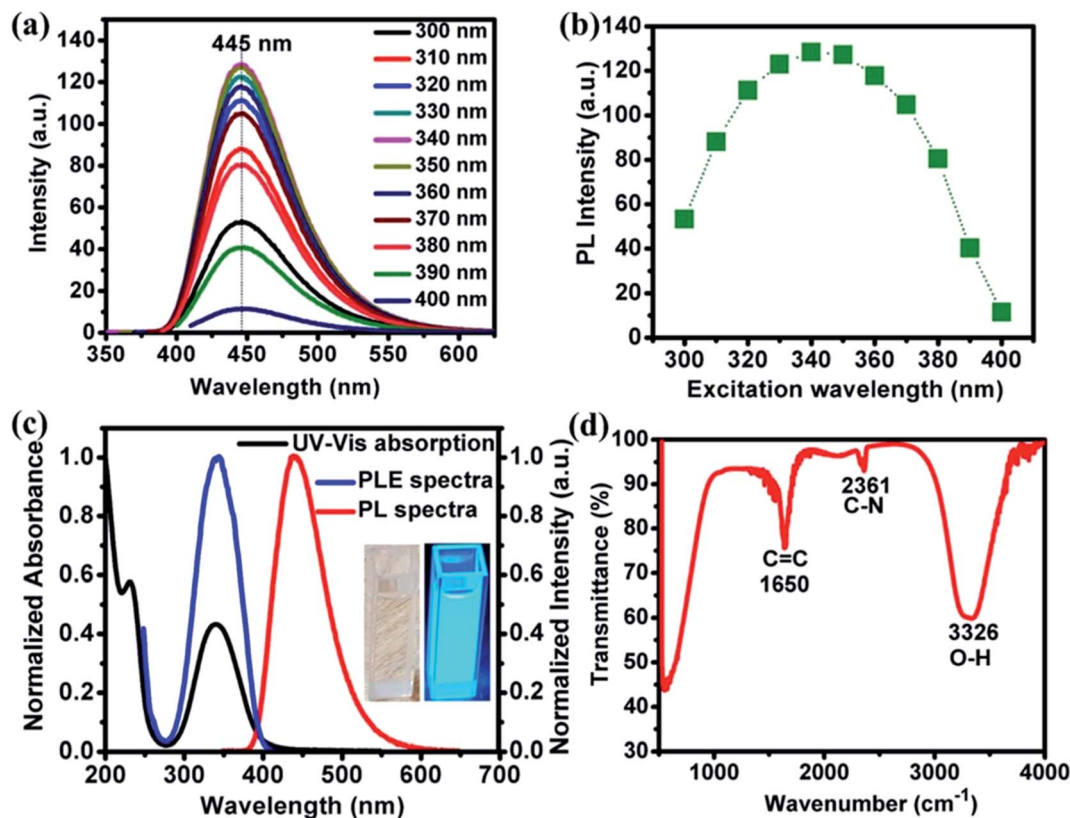 (a)
140
120
100
80
60
40
20
0
Intensity (a.u.)
445 nm
300 nm
310 nm
320 nm
330 nm
340 nm
350 nm
360 nm
370 nm
380 nm
390 nm
400 nm
350 400 450 500 550 600
Wavelength (nm)
(b)
140
120
100
80
60
40
20
0
PL Intensity (a.u.)
300 320 340 360 380 400
Excitation wavelength (nm)
(c)
1.0
0.8
0.6
0.4
0.2
0.0
Normalized Absorbance
UV-Vis absorption
PLE spectra
PL spectra
1.0
0.8
0.6
0.4
0.2
0.0
Normalized Intensity (a.u.)
200 300 400 500 600 700
Wavelength (nm)
(d)
100
90
80
70
60
50
40
30
Transmittance (%)
2361
C-N
C=C
1650
3326
O-H
1000 2000 3000 4000
Wavenumber (cm⁻¹)